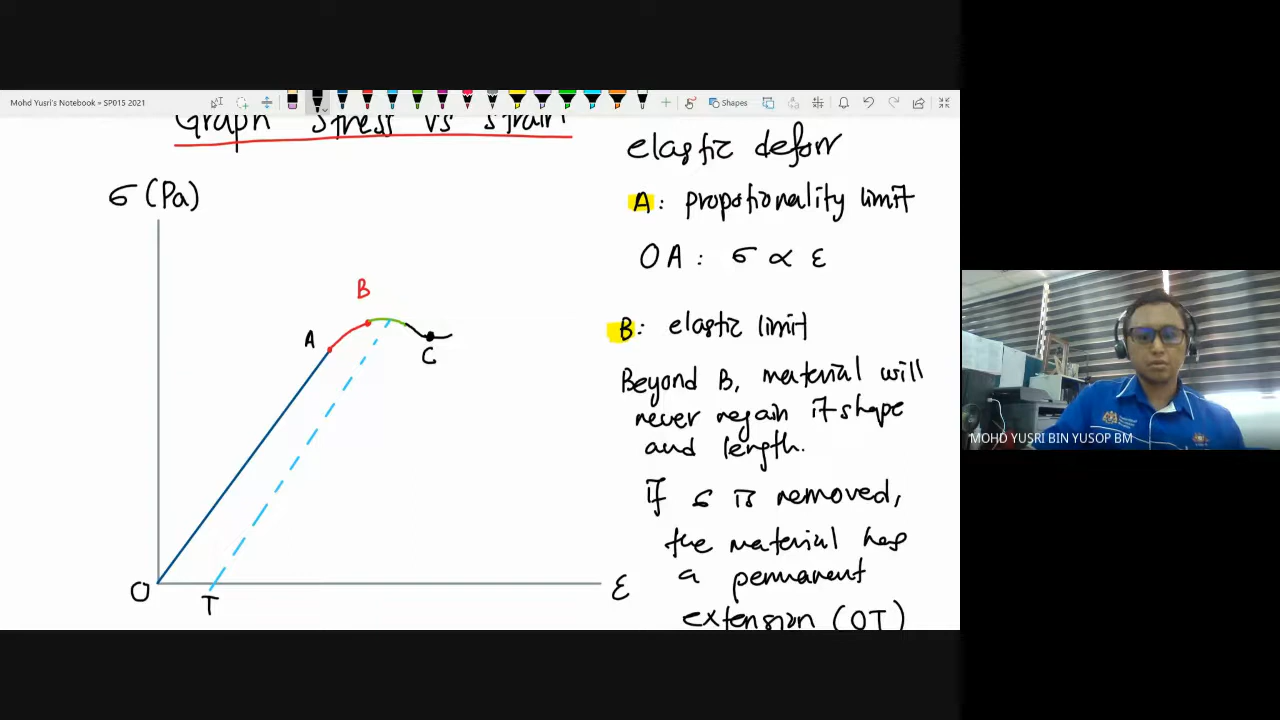 Mohd Yusri's Notebook » SP015 2021
Shapes
Graph Stress vs Strain
σ (Pa)
B
A
C
O
T
ε
elastic deform
A: propotionality limit
OA: σ ∝ ε
B: elastic limit
Beyond B, material will
never regain it shape
and length.
If σ is removed,
the material has
a permanent
extension (OT)
MOHD YUSRI BIN YUSOP BM